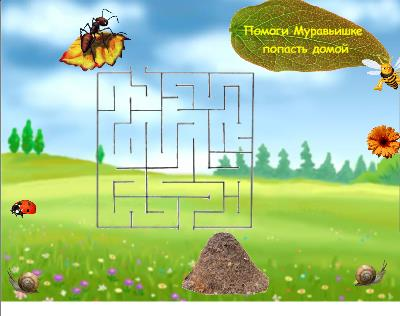 Помоги Муравьишке
попасть домой